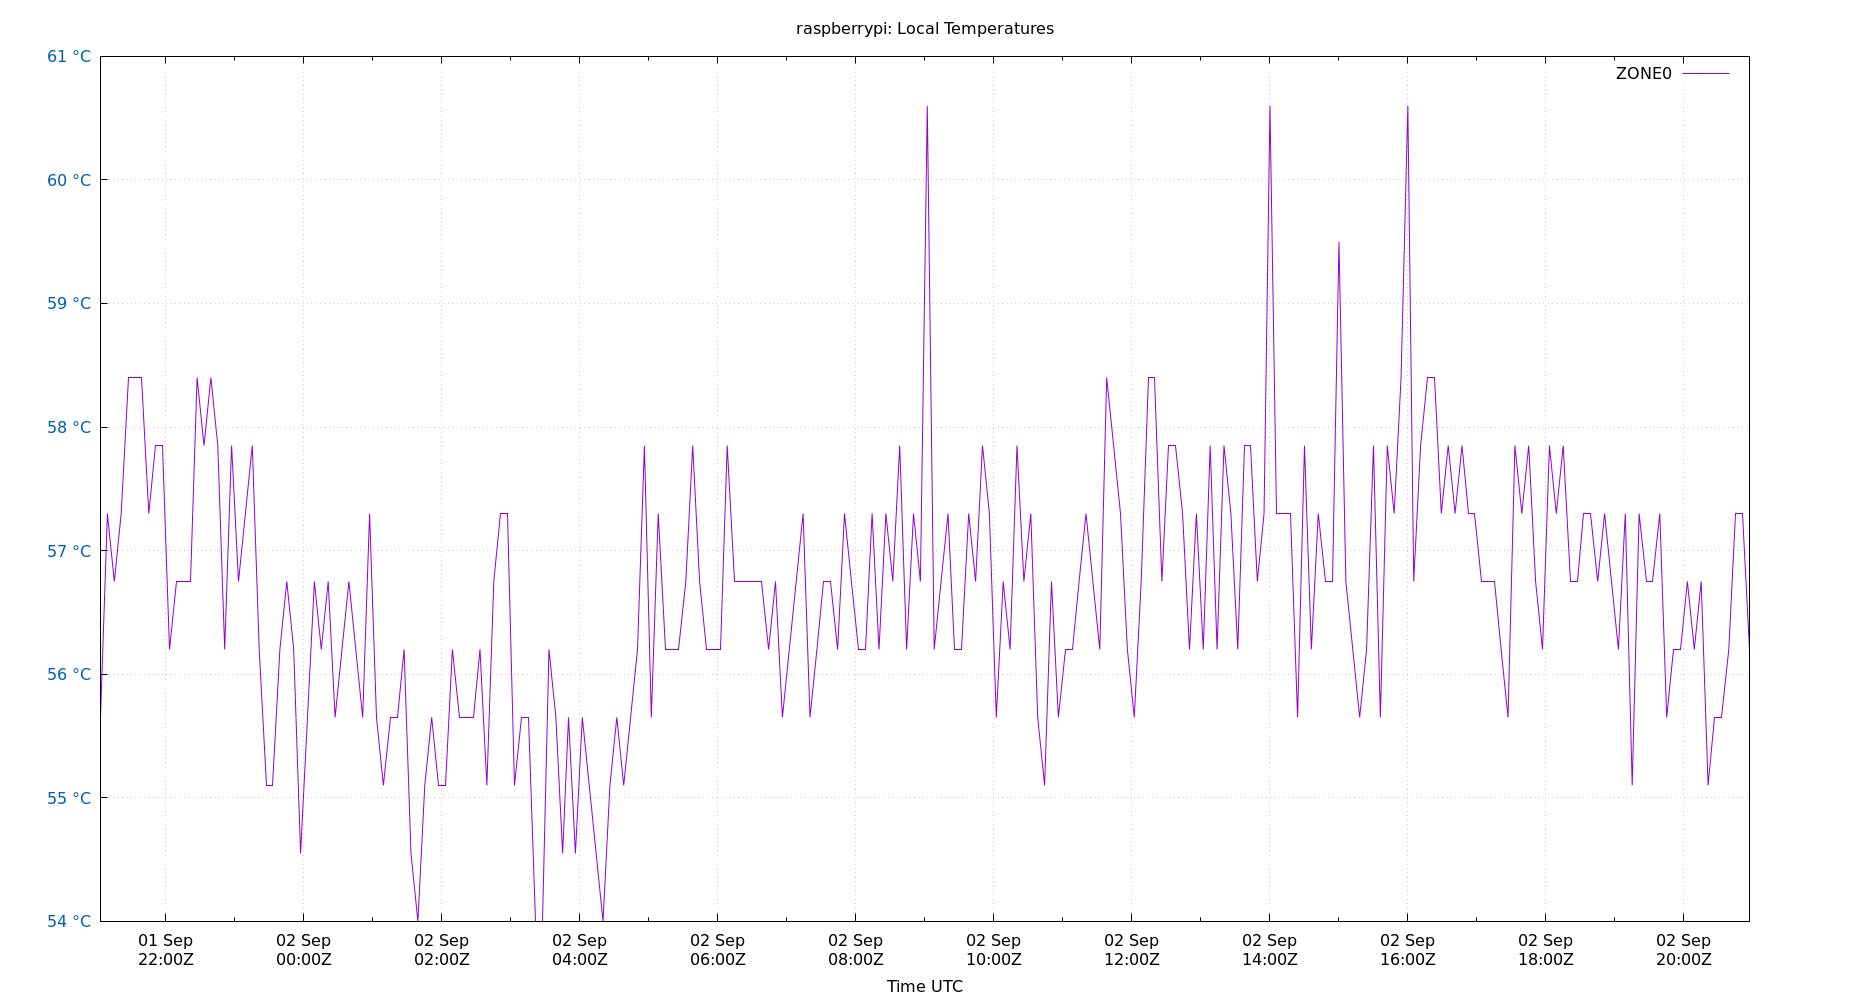 raspberrypi: Local Temperatures
ZONE0
61 °C
60 °C
59 °C
58 °C
57 °C
56 °C
55 °C
54 °C
01 Sep
22:00Z
02 Sep
00:00Z
02 Sep
02:00Z
02 Sep
04:00Z
02 Sep
06:00Z
02 Sep
08:00Z
02 Sep
10:00Z
02 Sep
12:00Z
02 Sep
14:00Z
02 Sep
16:00Z
02 Sep
18:00Z
02 Sep
20:00Z
Time UTC